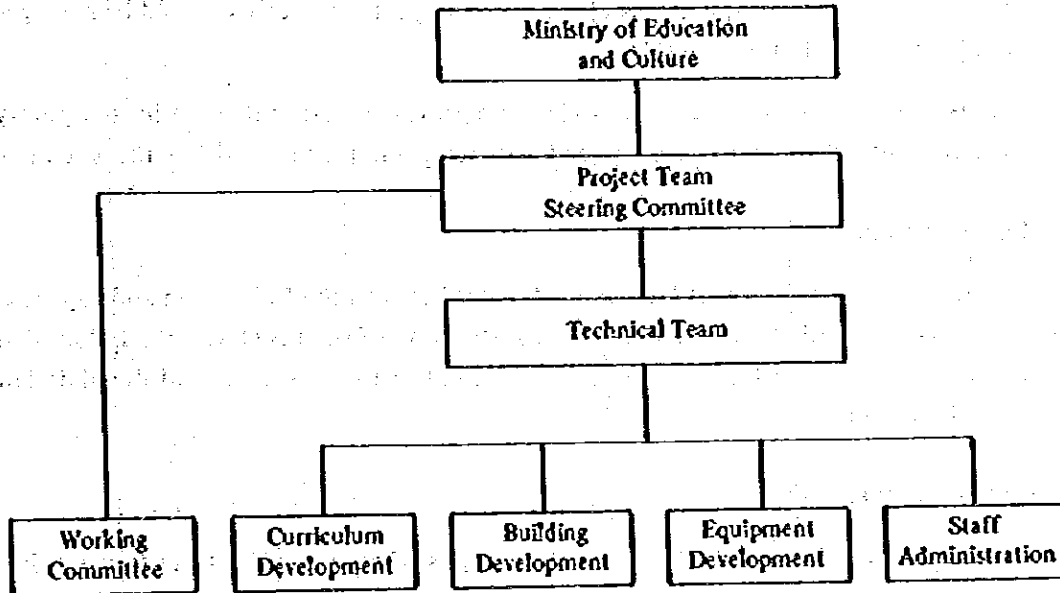 Ministry of Education
and Culture
Project Team
Steering Committee
Technical Team
Working
Committee
Curriculum
Development
Building
Development
Equipment
Development
Staff
Administration